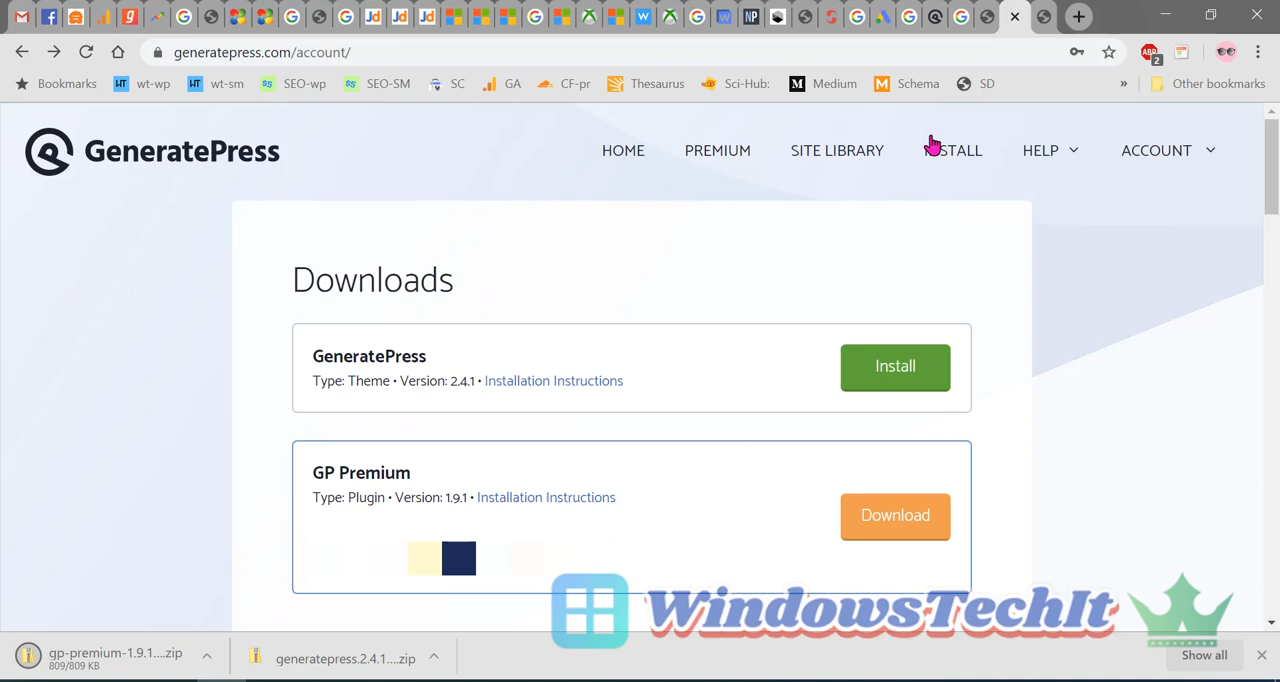 generatepress.com/account/
ABP
2
Bookmarks wt-wp wt-sm SEO-wp SEO-SM SC GA CF-pr Thesaurus Sci-Hub: Medium Schema SD » Other bookmarks
GeneratePress
HOME PREMIUM SITE LIBRARY INSTALL HELP ACCOUNT
Downloads
GeneratePress
Type: Theme • Version: 2.4.1 • Installation Instructions
Install
GP Premium
Type: Plugin • Version: 1.9.1 • Installation Instructions
Download
WindowsTechIt
gp-premium-1.9.1....zip
809/809 KB
generatepress.2.4.1....zip
Show all